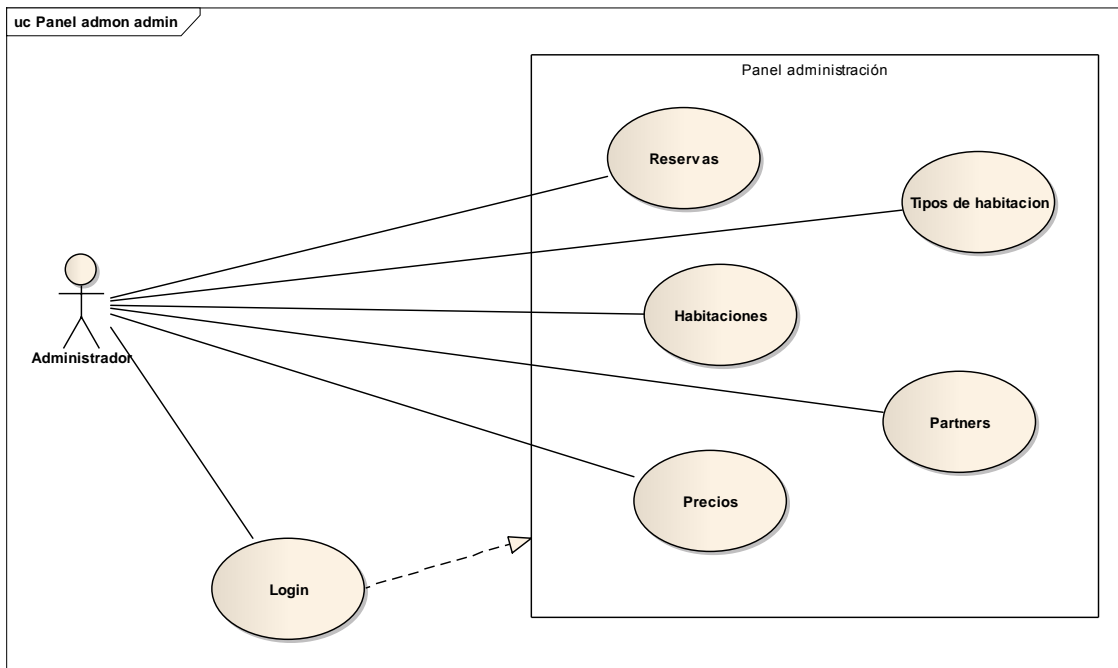 uc Panel admon admin
Panel administración
Reservas
Tipos de habitacion
Habitaciones
Administrador
Partners
Precios
Login